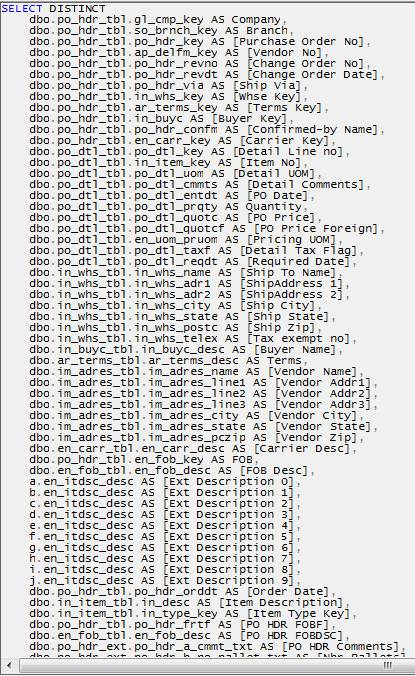 SELECT DISTINCT
dbo.po_hdr_tbl.gl_cmp_key AS Company,
dbo.po_hdr_tbl.so_brnch_key AS Branch,
dbo.po_hdr_tbl.po_hdr_key AS [Purchase Order No],
dbo.po_hdr_tbl.ap_delfm_key AS [Vendor No],
dbo.po_hdr_tbl.po_hdr_revno AS [Change Order No],
dbo.po_hdr_tbl.po_hdr_revdt AS [Change Order Date],
dbo.po_hdr_tbl.po_hdr_via AS [Ship Via],
dbo.po_hdr_tbl.in_whs_key AS [Whse Key],
dbo.po_hdr_tbl.ar_terms_key AS [Terms Key],
dbo.po_hdr_tbl.in_buyc AS [Buyer Key],
dbo.po_hdr_tbl.po_hdr_confm AS [Confirmed-by Name],
dbo.po_hdr_tbl.en_carr_key AS [Carrier Key],
dbo.po_dtl_tbl.po_dtl_key AS [Detail Line no],
dbo.po_dtl_tbl.in_item_key AS [Item No],
dbo.po_dtl_tbl.po_dtl_uom AS [Detail UOM],
dbo.po_dtl_tbl.po_dtl_cmmts AS [Detail Comments],
dbo.po_dtl_tbl.po_dtl_entdt AS [PO Date],
dbo.po_dtl_tbl.po_dtl_prqty AS Quantity,
dbo.po_dtl_tbl.po_dtl_quotc AS [PO Price],
dbo.po_dtl_tbl.po_dtl_quotcf AS [PO Price Foreign],
dbo.po_dtl_tbl.en_uom_pruom AS [Pricing UOM],
dbo.po_dtl_tbl.po_dtl_taxf AS [Detail Tax Flag],
dbo.po_dtl_tbl.po_dtl_reqdt AS [Required Date],
dbo.in_whs_tbl.in_whs_name AS [Ship To Name],
dbo.in_whs_tbl.in_whs_adr1 AS [ShipAddress 1],
dbo.in_whs_tbl.in_whs_adr2 AS [ShipAddress 2],
dbo.in_whs_tbl.in_whs_city AS [Ship City],
dbo.in_whs_tbl.in_whs_state AS [Ship State],
dbo.in_whs_tbl.in_whs_postc AS [Ship Zip],
dbo.in_whs_tbl.in_whs_telex AS [Tax exempt no],
dbo.in_buyc_tbl.in_buyc_desc AS [Buyer Name],
dbo.ar_terms_tbl.ar_terms_desc AS Terms,
dbo.im_adres_tbl.im_adres_name AS [Vendor Name],
dbo.im_adres_tbl.im_adres_line1 AS [Vendor Addr1],
dbo.im_adres_tbl.im_adres_line2 AS [Vendor Addr2],
dbo.im_adres_tbl.im_adres_line3 AS [Vendor Addr3],
dbo.im_adres_tbl.im_adres_city AS [Vendor City],
dbo.im_adres_tbl.im_adres_state AS [Vendor State],
dbo.im_adres_tbl.im_adres_pczip AS [Vendor Zip],
dbo.en_carr_tbl.en_carr_desc AS [Carrier Desc],
dbo.po_hdr_tbl.en_fob_key AS FOB,
dbo.en_fob_tbl.en_fob_desc AS [FOB Desc],
a.en_itdsc_desc AS [Ext Description 0],
b.en_itdsc_desc AS [Ext Description 1],
c.en_itdsc_desc AS [Ext Description 2],
d.en_itdsc_desc AS [Ext Description 3],
e.en_itdsc_desc AS [Ext Description 4],
f.en_itdsc_desc AS [Ext Description 5],
g.en_itdsc_desc AS [Ext Description 6],
h.en_itdsc_desc AS [Ext Description 7],
i.en_itdsc_desc AS [Ext Description 8],
j.en_itdsc_desc AS [Ext Description 9],
dbo.po_hdr_tbl.po_hdr_orddt AS [Order Date],
dbo.in_item_tbl.in_desc AS [Item Description],
dbo.in_item_tbl.in_type_key AS [Item Type Key],
dbo.po_hdr_tbl.po_hdr_frtf AS [PO HDR FOBF],
dbo.en_fob_tbl.en_fob_desc AS [PO HDR FOBDSC],
dbo.po_hdr_ext.po_hdr_a_cmmt_txt AS [PO HDR Comments],